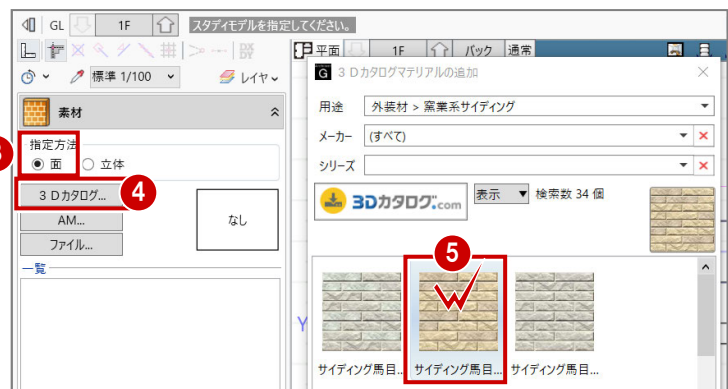 GL 1F スタディモデルを指定してください。
平面 1F バック 通常
標準 1/100 レイヤ
素材
指定方法
面 立体
3Dカタログ... 4
AM...
なし
ファイル...
一覧
G 3Dカタログマテリアルの追加
用途 外装材 > 窯業系サイディング
メーカー (すべて)
シリーズ
3Dカタログ.com 表示 検索数 34 個
5
サイディング馬目... サイディング馬目... サイディング馬目...